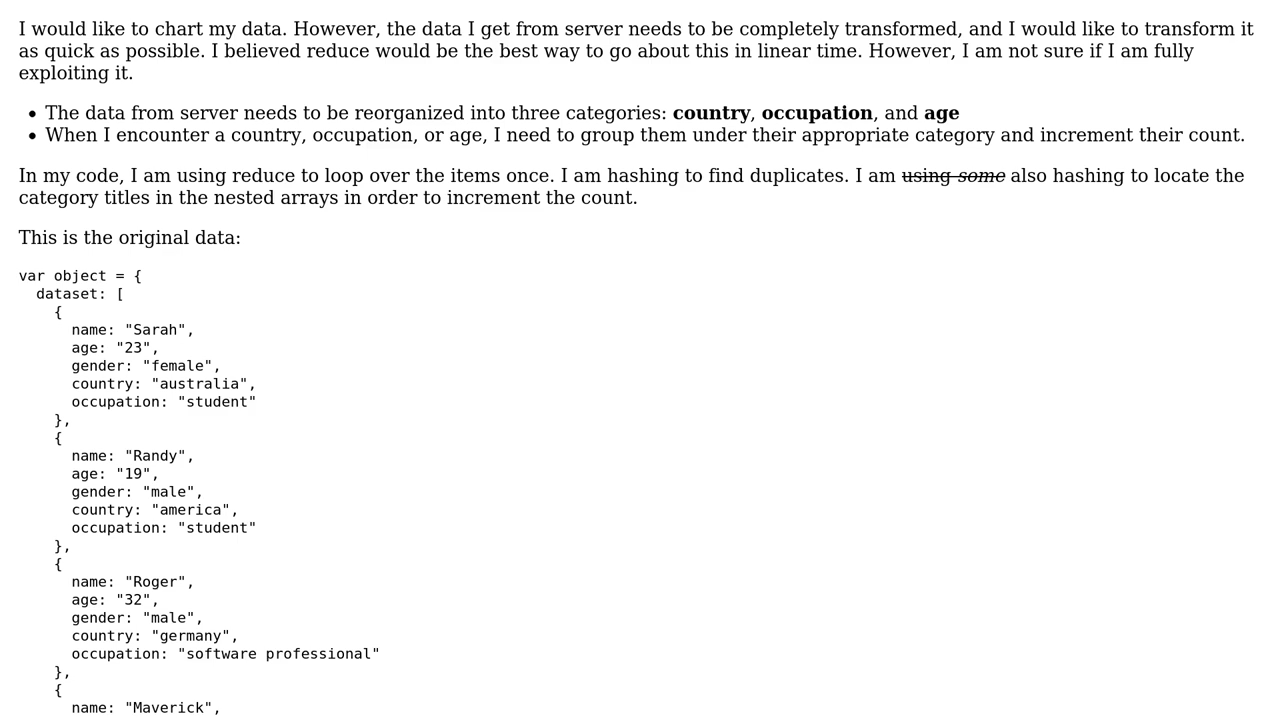 I would like to chart my data. However, the data I get from server needs to be completely transformed, and I would like to transform it
as quick as possible. I believed reduce would be the best way to go about this in linear time. However, I am not sure if I am fully
exploiting it.
• The data from server needs to be reorganized into three categories: country, occupation, and age
• When I encounter a country, occupation, or age, I need to group them under their appropriate category and increment their count.
In my code, I am using reduce to loop over the items once. I am hashing to find duplicates. I am using some also hashing to locate the
category titles in the nested arrays in order to increment the count.
This is the original data:
var object = {
  dataset: [
    {
      name: "Sarah",
      age: "23",
      gender: "female",
      country: "australia",
      occupation: "student"
    },
    {
      name: "Randy",
      age: "19",
      gender: "male",
      country: "america",
      occupation: "student"
    },
    {
      name: "Roger",
      age: "32",
      gender: "male",
      country: "germany",
      occupation: "software professional"
    },
    {
      name: "Maverick",